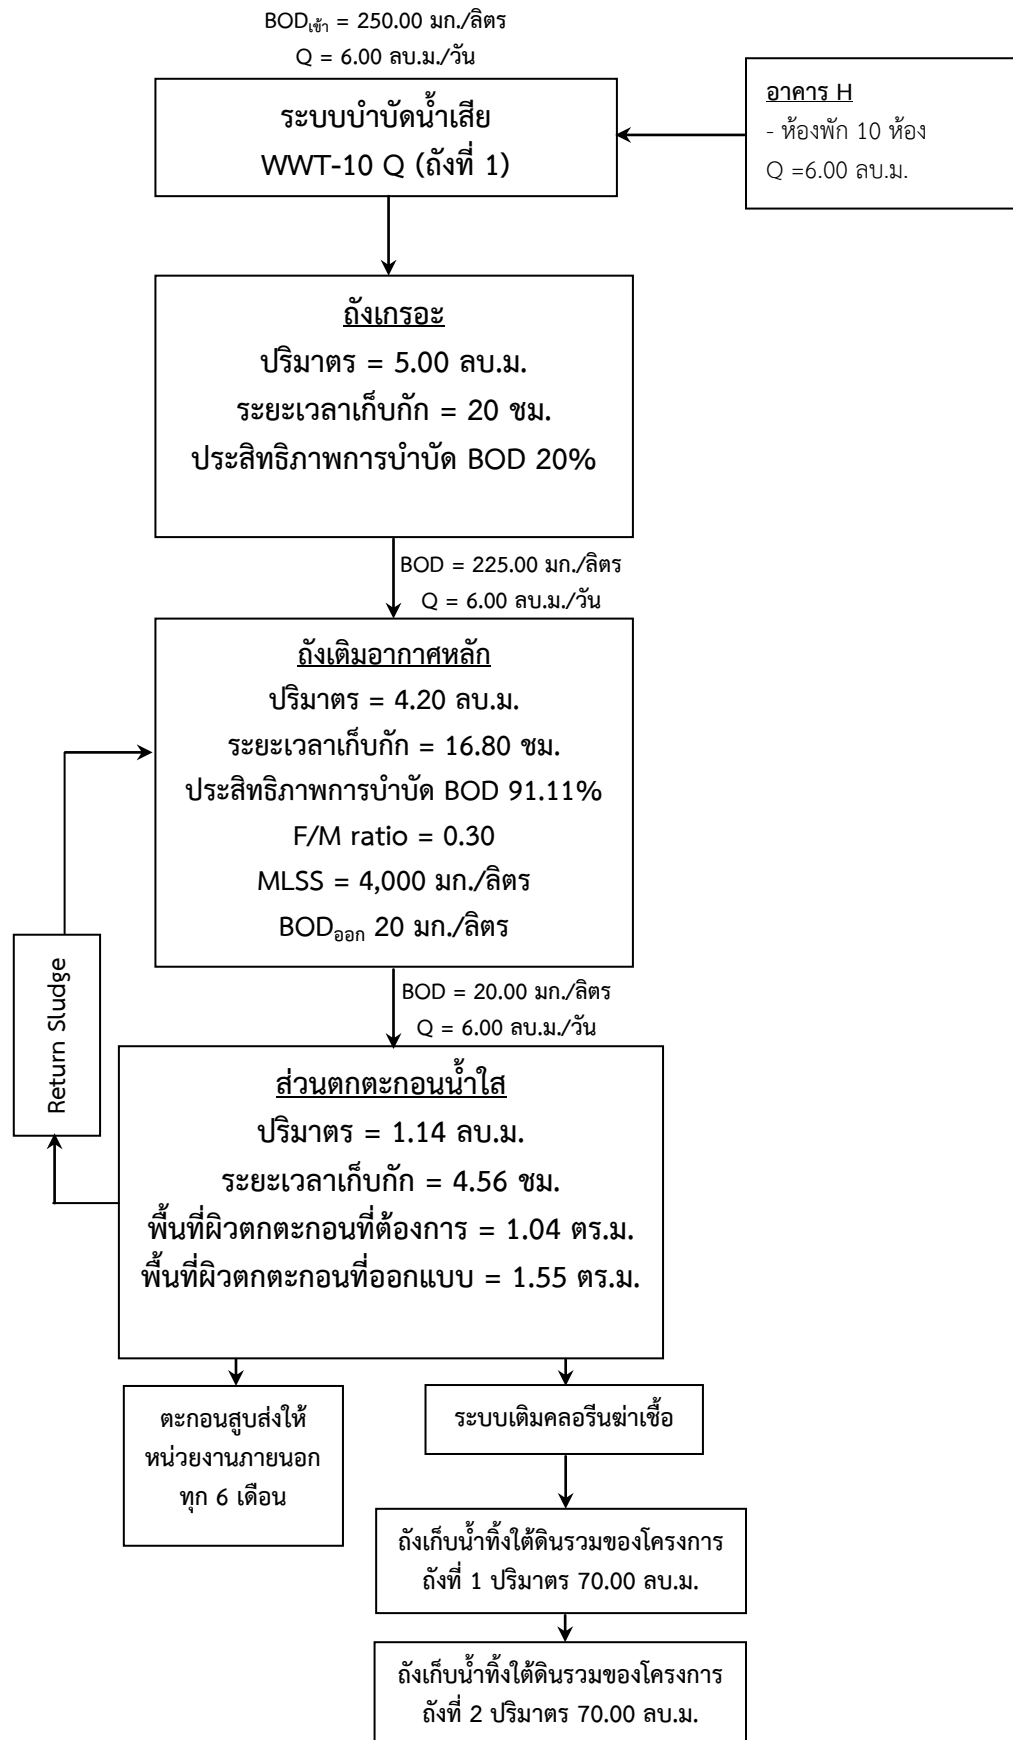 BODเข้า = 250.00 มก./ลิตร
Q = 6.00 ลบ.ม./วัน
ระบบบำบัดน้ำเสีย
WWT-10 Q (ถังที่ 1)
อาคาร H
- ห้องพัก 10 ห้อง
Q =6.00 ลบ.ม.
ถังเกรอะ
ปริมาตร = 5.00 ลบ.ม.
ระยะเวลาเก็บกัก = 20 ชม.
ประสิทธิภาพการบำบัด BOD 20%
BOD = 225.00 มก./ลิตร
Q = 6.00 ลบ.ม./วัน
ถังเติมอากาศหลัก
ปริมาตร = 4.20 ลบ.ม.
ระยะเวลาเก็บกัก = 16.80 ชม.
ประสิทธิภาพการบำบัด BOD 91.11%
F/M ratio = 0.30
MLSS = 4,000 มก./ลิตร
BODออก 20 มก./ลิตร
Return Sludge
BOD = 20.00 มก./ลิตร
Q = 6.00 ลบ.ม./วัน
ส่วนตกตะกอนน้ำใส
ปริมาตร = 1.14 ลบ.ม.
ระยะเวลาเก็บกัก = 4.56 ชม.
พื้นที่ผิวตกตะกอนที่ต้องการ = 1.04 ตร.ม.
พื้นที่ผิวตกตะกอนที่ออกแบบ = 1.55 ตร.ม.
ตะกอนสูบส่งให้
หน่วยงานภายนอก
ทุก 6 เดือน
ระบบเติมคลอรีนฆ่าเชื้อ
ถังเก็บน้ำทิ้งใต้ดินรวมของโครงการ
ถังที่ 1 ปริมาตร 70.00 ลบ.ม.
ถังเก็บน้ำทิ้งใต้ดินรวมของโครงการ
ถังที่ 2 ปริมาตร 70.00 ลบ.ม.